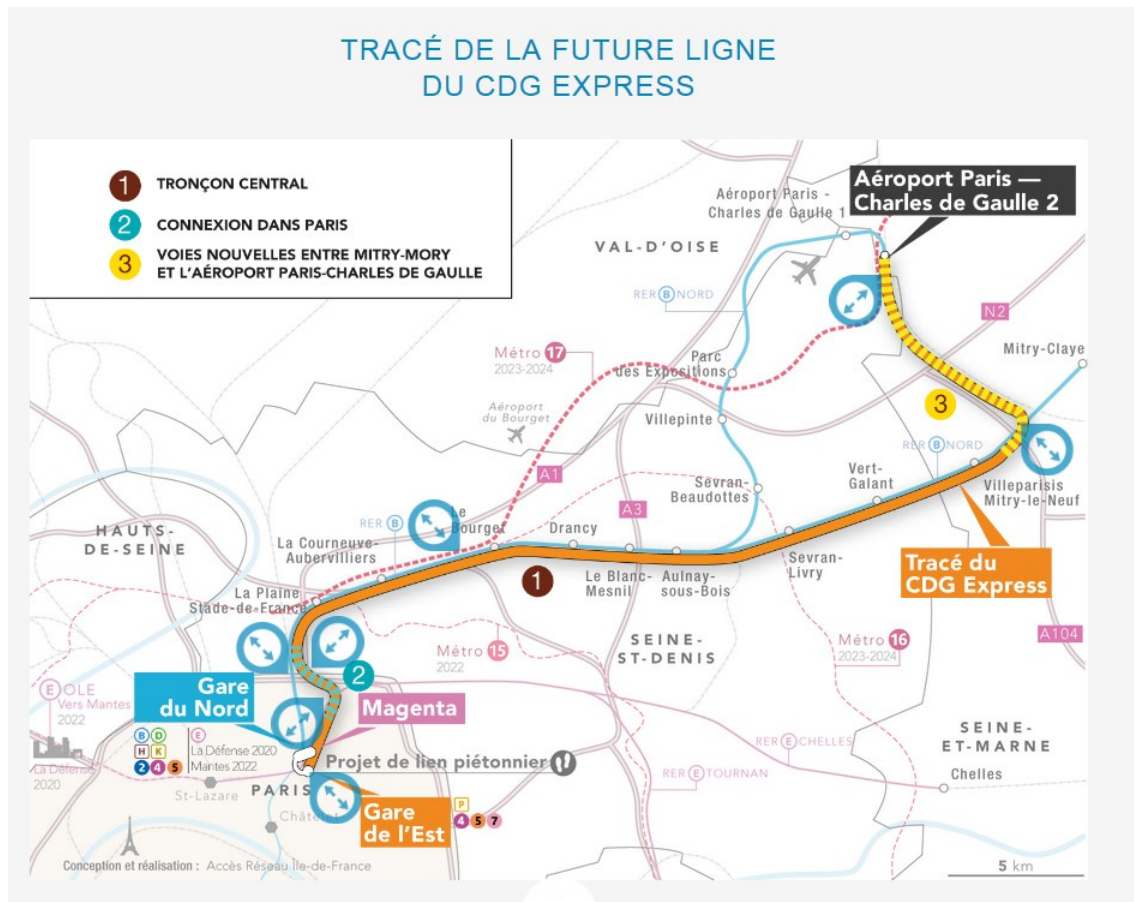 TRACÉ DE LA FUTURE LIGNE
DU CDG EXPRESS
1 TRONÇON CENTRAL
2 CONNEXION DANS PARIS
3 VOIES NOUVELLES ENTRE MITRY-MORY
ET L'AÉROPORT PARIS-CHARLES DE GAULLE
Aéroport Paris —
Charles de Gaulle 2
Aéroport Paris -
Charles de Gaulle 1
VAL-D'OISE
RER B NORD
N2
Mitry-Claye
Métro 17
2023-2024
Parc
des Expositions
Aéroport
du Bourget
Villepinte
3
RER B NORD
A1
Sevran-
Beaudottes
Vert-
Galant
Villeparisis
Mitry-le-Neuf
HAUTS-
DE-SEINE
RER B
Le
Bourget
A3
Drancy
La Courneuve-
Aubervilliers
Sevran-
Livry
Tracé du
CDG Express
1
Le Blanc-
Mesnil
Aulnay-
sous-Bois
La Plaine
Stade-de-France
SEINE-
ST-DENIS
Métro 15
2022
Métro 16
2023-2024
A104
2
E OLE
Vers Mantes
2022
Gare
du Nord
Magenta
B D
H K
2 4 5
E
La Défense 2020
Mantes 2022
La Défense
2020
RER E CHELLES
SEINE-
ET-MARNE
Projet de lien piétonnier
RER E TOURNAN
Chelles
St-Lazare
PARIS
Châtelet
Gare
de l'Est
P
4 5 7
Conception et réalisation : Accès Réseau Île-de-France
5 km